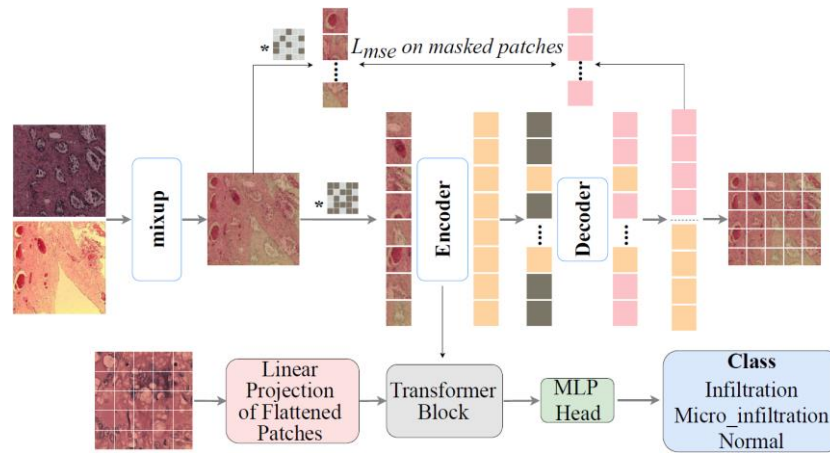 * L_mse on masked patches
mixup
*
Encoder
Decoder
Linear
Projection
of Flattened
Patches
Transformer
Block
MLP
Head
Class
Infiltration
Micro_infiltration
Normal